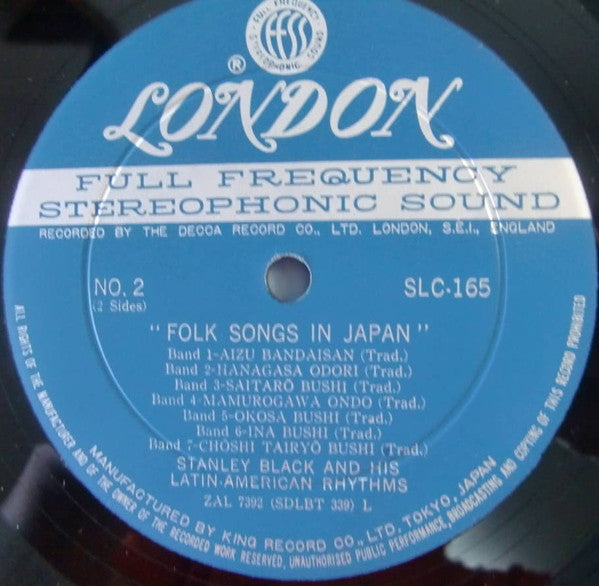 FULL FREQUENCY
ffss
STEREOPHONIC SOUND
®
LONDON
FULL FREQUENCY
STEREOPHONIC SOUND
RECORDED BY THE DECCA RECORD CO., LTD. LONDON, S.E.I., ENGLAND
NO. 2
(2 Sides)
SLC·165
" FOLK SONGS IN JAPAN "
Band 1-AIZU BANDAISAN (Trad.)
Band 2-HANAGASA ODORI (Trad.)
Band 3-SAITARŌ BUSHI (Trad.)
Band 4-MAMUROGAWA ONDO (Trad.)
Band 5-OKOSA BUSHI (Trad.)
Band 6-INA BUSHI (Trad.)
Band 7-CHOSHI TAIRYŌ BUSHI (Trad.)
STANLEY BLACK AND HIS
LATIN-AMERICAN RHYTHMS
ZAL 7392 (SDLBT 339) L
MANUFACTURED BY KING RECORD CO., LTD. TOKYO, JAPAN
ALL RIGHTS OF THE MANUFACTURER AND OF THE OWNER OF THE RECORDED WORK RESERVED, UNAUTHORISED PUBLIC PERFORMANCE, BROADCASTING AND COPYING OF THIS RECORD PROHIBITED